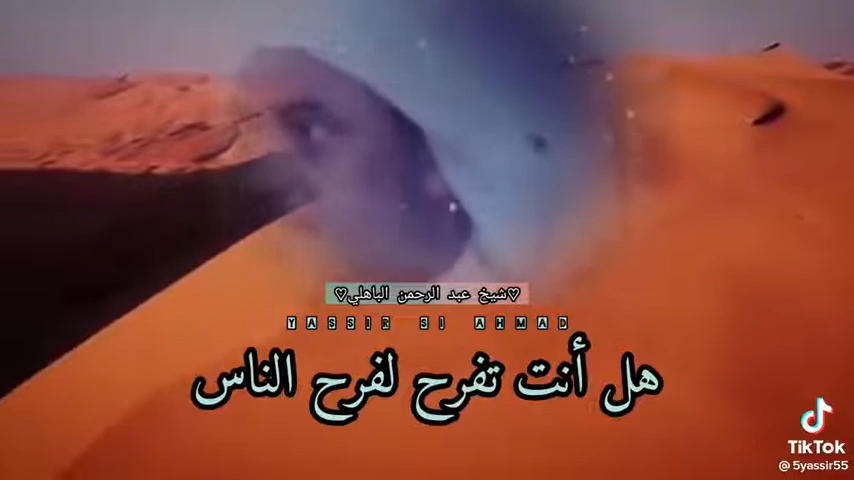 ♡شيخ عبد الرحمن الباهلي♡
YASSIR SI AHMAD
هل أنت تفرح لفرح الناس
TikTok
@5yassir55